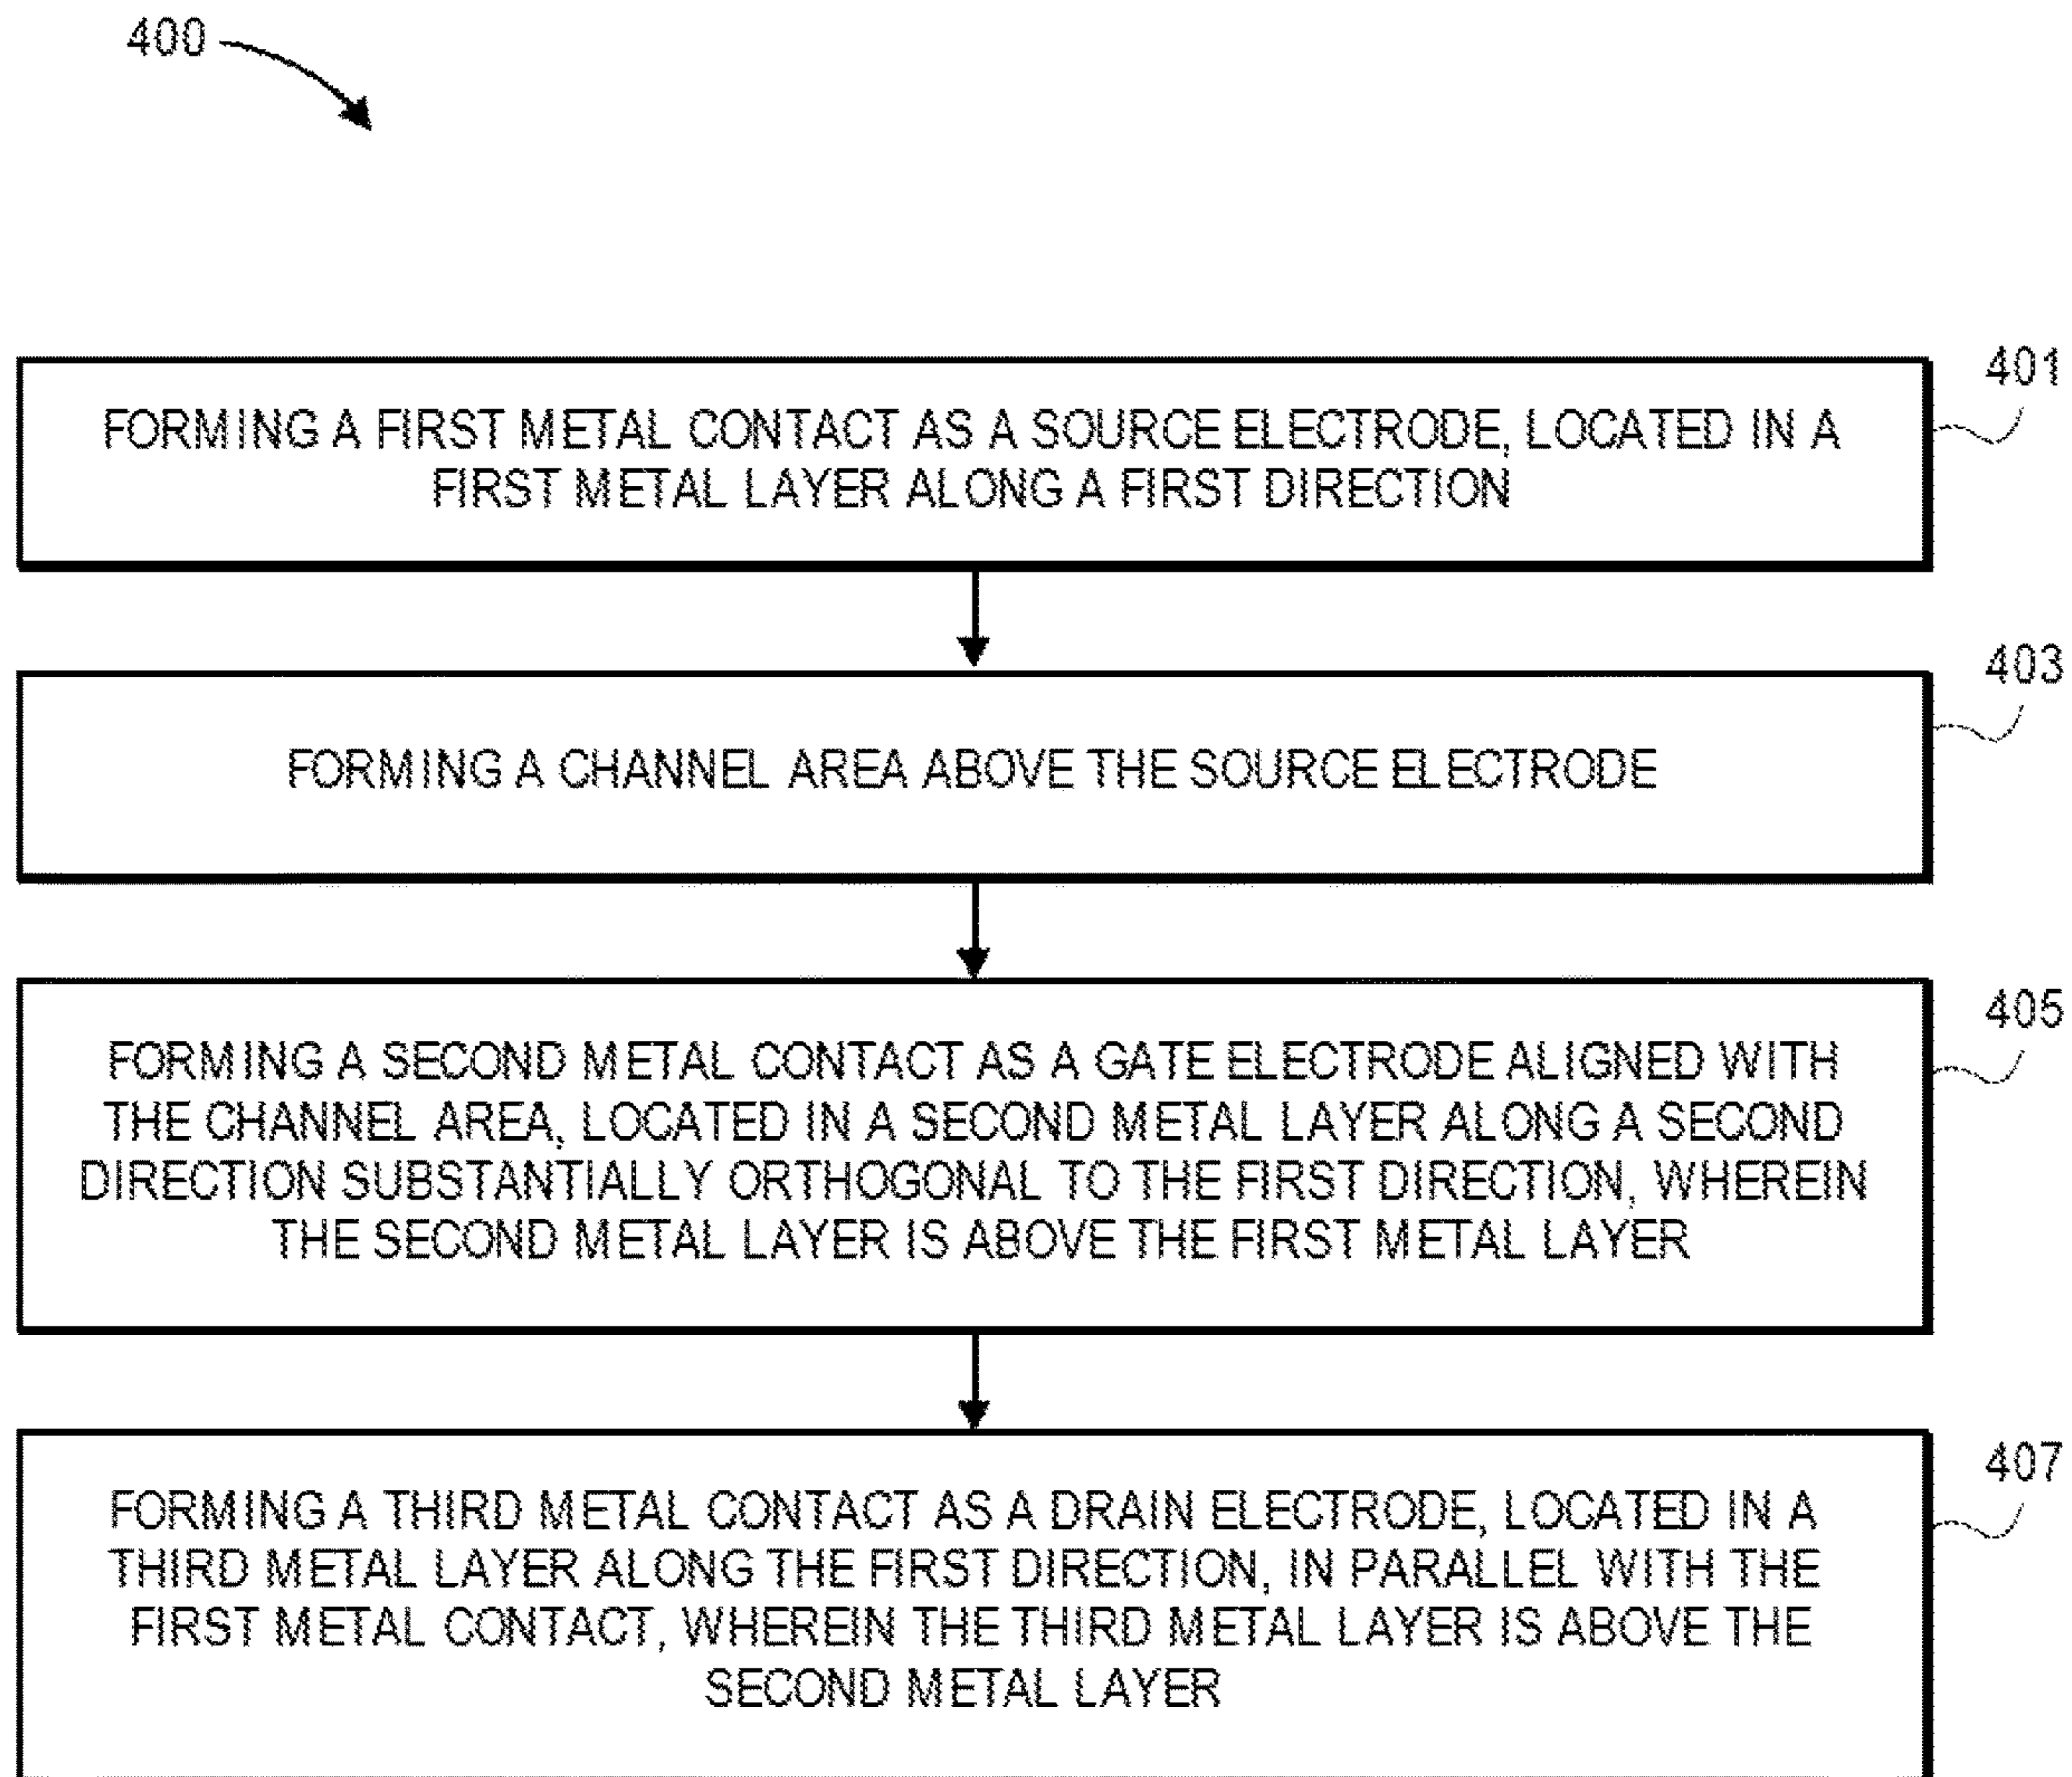 400
401
FORMING A FIRST METAL CONTACT AS A SOURCE ELECTRODE, LOCATED IN A
FIRST METAL LAYER ALONG A FIRST DIRECTION
403
FORMING A CHANNEL AREA ABOVE THE SOURCE ELECTRODE
405
FORMING A SECOND METAL CONTACT AS A GATE ELECTRODE ALIGNED WITH
THE CHANNEL AREA, LOCATED IN A SECOND METAL LAYER ALONG A SECOND
DIRECTION SUBSTANTIALLY ORTHOGONAL TO THE FIRST DIRECTION, WHEREIN
THE SECOND METAL LAYER IS ABOVE THE FIRST METAL LAYER
407
FORMING A THIRD METAL CONTACT AS A DRAIN ELECTRODE, LOCATED IN A
THIRD METAL LAYER ALONG THE FIRST DIRECTION, IN PARALLEL WITH THE
FIRST METAL CONTACT, WHEREIN THE THIRD METAL LAYER IS ABOVE THE
SECOND METAL LAYER